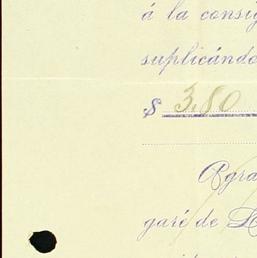 á la consig
suplicándo
$ 3.80
Agra
garé de